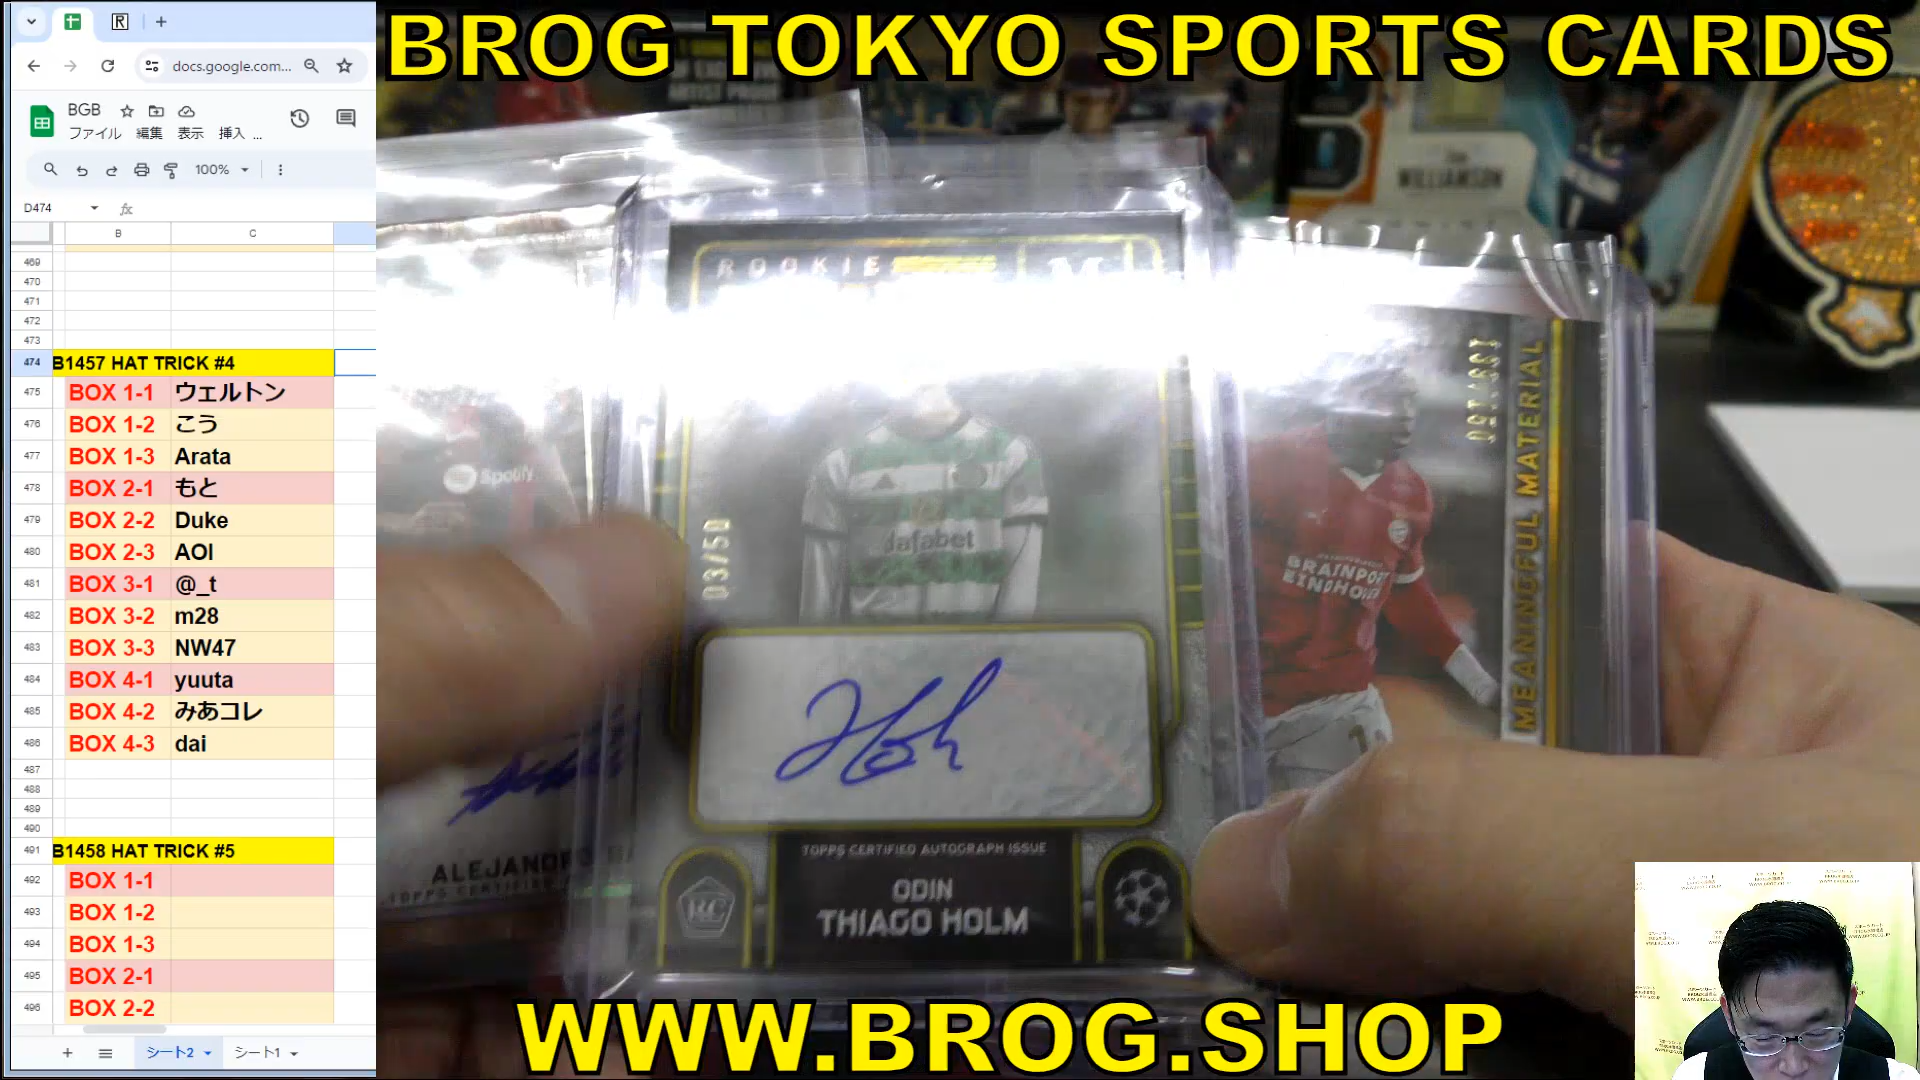 BROG TOKYO SPORTS CARDS
docs.google.com...
BGB
ファイル 編集 表示 挿入 ...
100%
D474
fx
B C
469
470
471
472
473
474 B1457 HAT TRICK #4
475 BOX 1-1 ウェルトン
476 BOX 1-2 こう
477 BOX 1-3 Arata
478 BOX 2-1 もと
479 BOX 2-2 Duke
480 BOX 2-3 AOI
481 BOX 3-1 @_t
482 BOX 3-2 m28
483 BOX 3-3 NW47
484 BOX 4-1 yuuta
485 BOX 4-2 みあコレ
486 BOX 4-3 dai
487
488
489
490
491 B1458 HAT TRICK #5
492 BOX 1-1
493 BOX 1-2
494 BOX 1-3
495 BOX 2-1
496 BOX 2-2
シート2 シート1
WILLIAMSON
ROOKIE
Spotify
03/50
dafabet
TOPPS CERTIFIED AUTOGRAPH ISSUE
ODIN
THIAGO HOLM
RC
ALEJANDRO
TOPPS CERTIFIED
139/150
MEANINGFUL MATERIAL
BRAINPORT
EINDHOVEN
WWW.BROG.SHOP